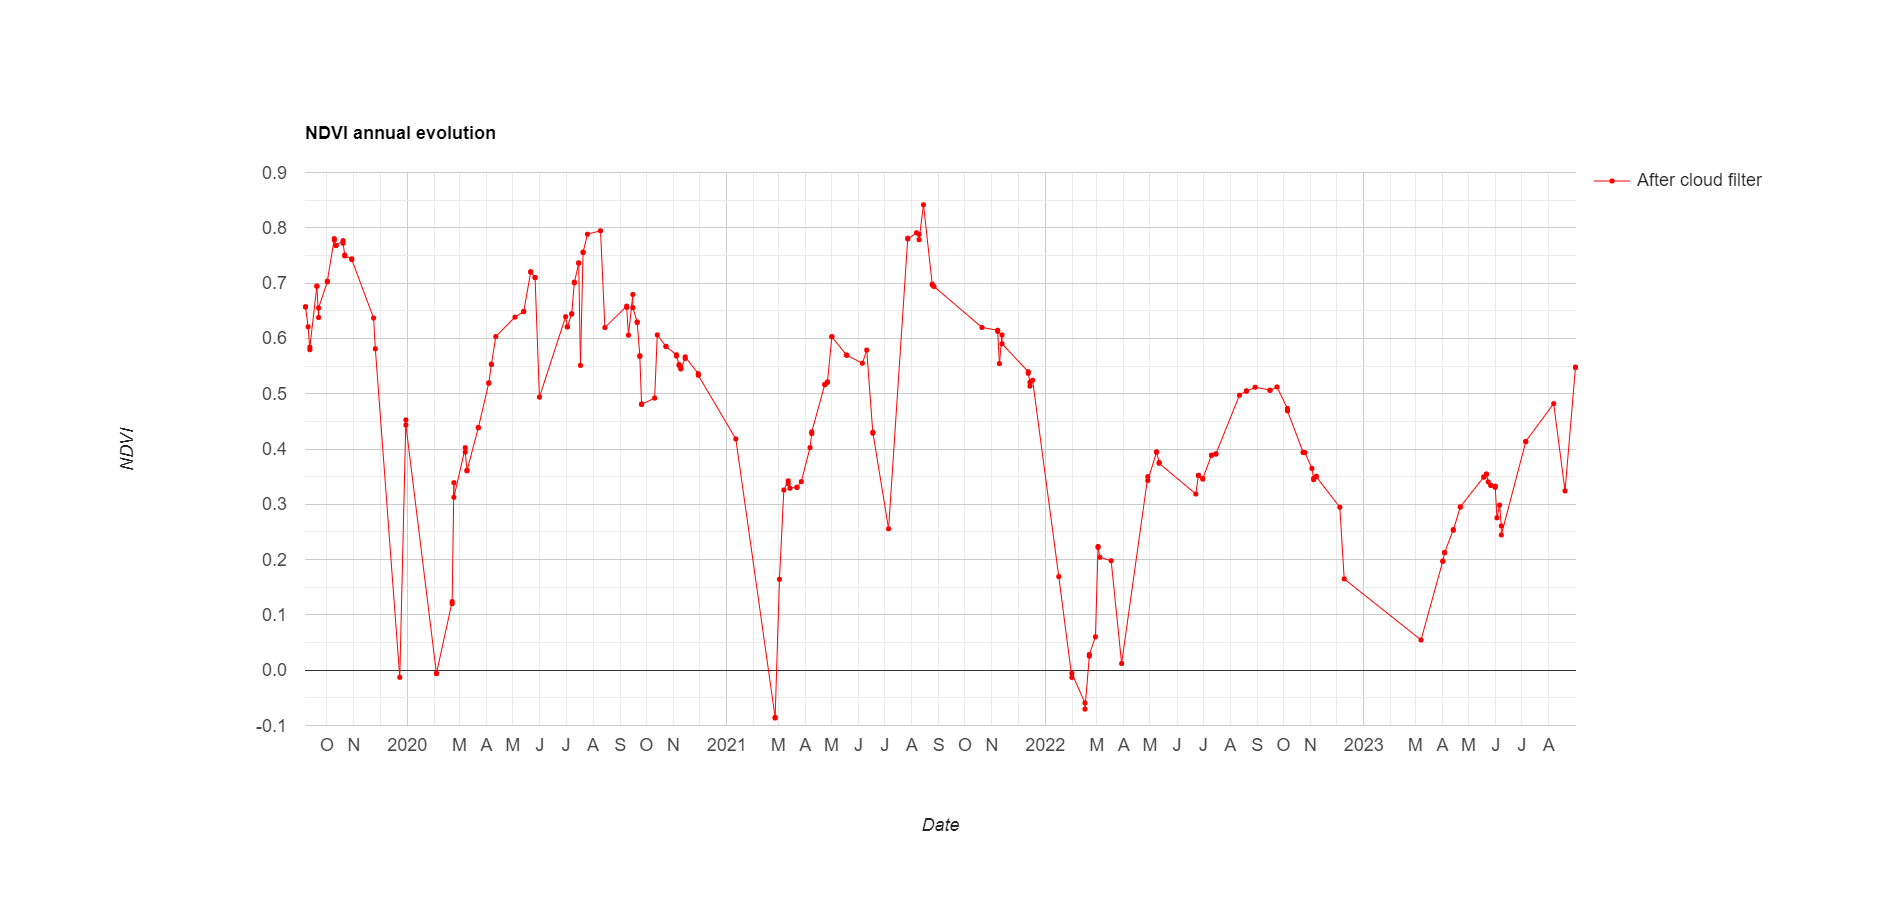 NDVI annual evolution
0.9
0.8
0.7
0.6
0.5
0.4
0.3
0.2
0.1
0.0
-0.1
NDVI
O N 2020 M A M J J A S O N 2021 M A M J J A S O N 2022 M A M J J A S O N 2023 M A M J J A
Date
After cloud filter